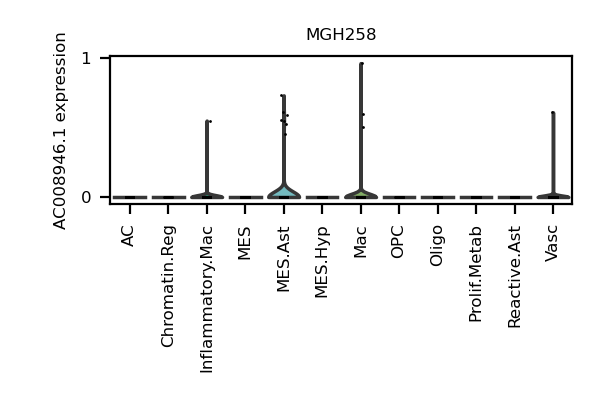 MGH258
AC008946.1 expression
1
0
AC
Chromatin.Reg
Inflammatory.Mac
MES
MES.Ast
MES.Hyp
Mac
OPC
Oligo
Prolif.Metab
Reactive.Ast
Vasc